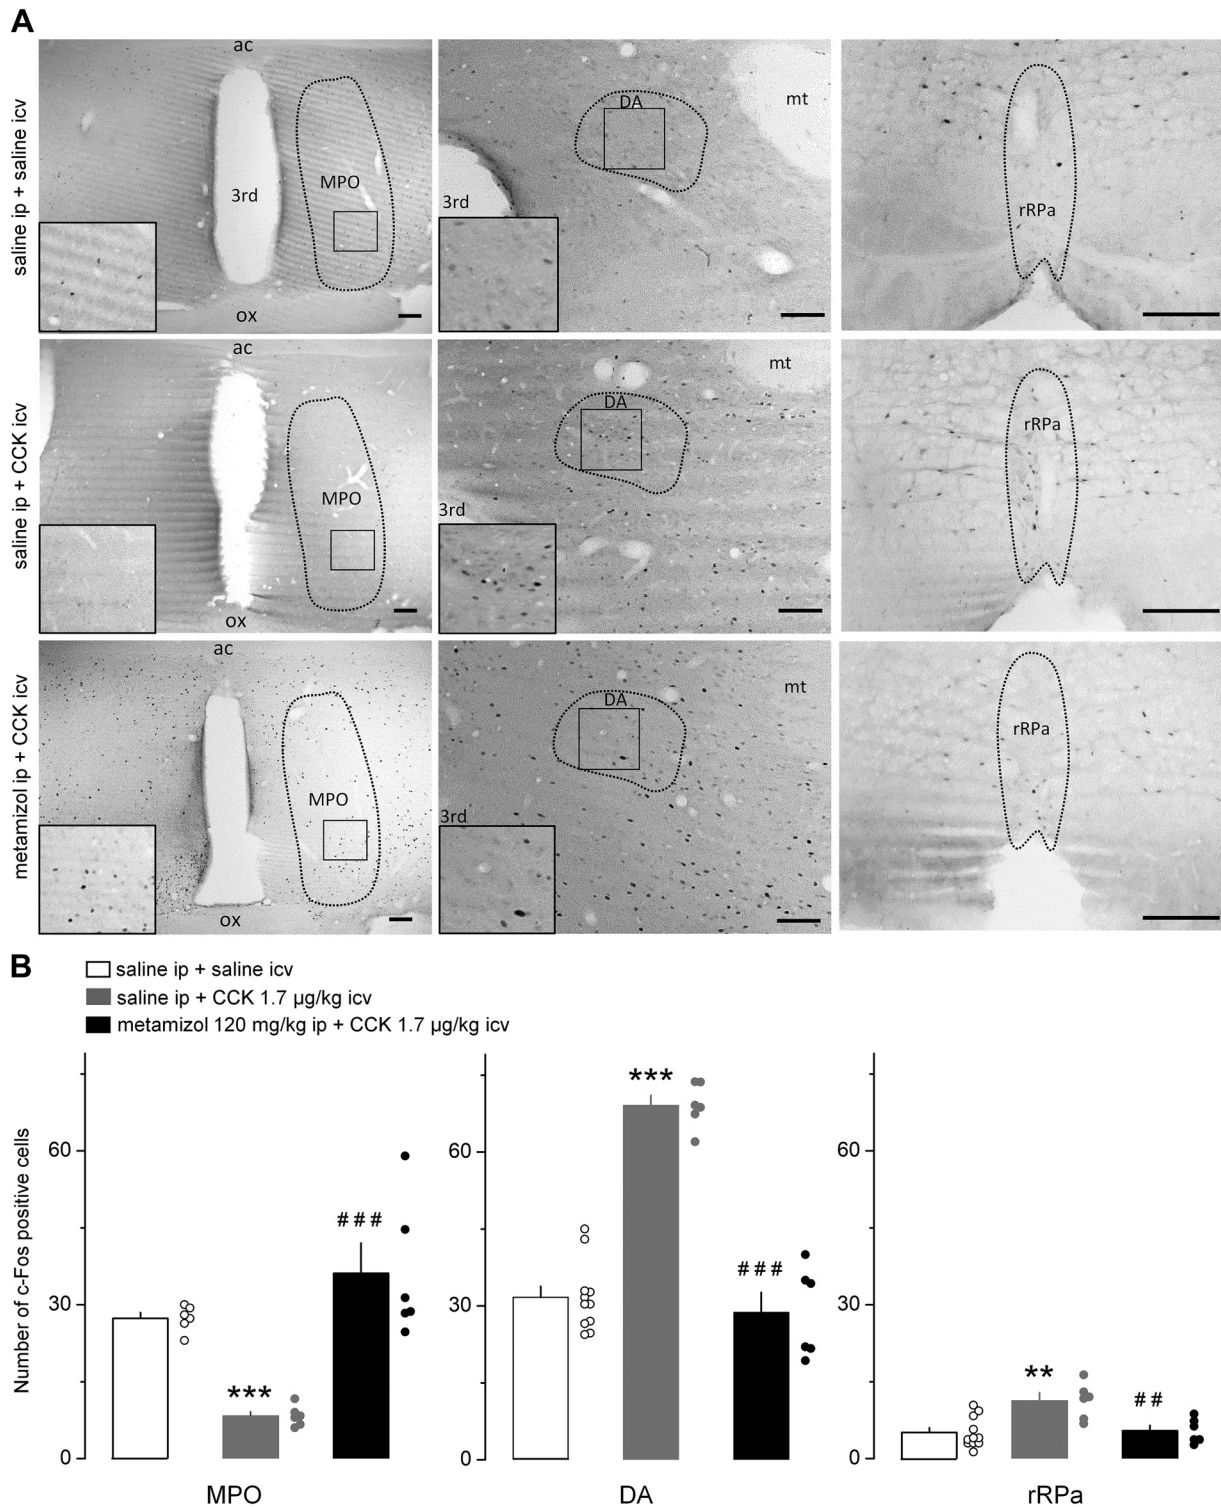 A
saline ip + saline icv
ac
3rd
MPO
ox
DA
mt
3rd
rRPa
saline ip + CCK icv
ac
MPO
ox
DA
mt
3rd
rRPa
metamizol ip + CCK icv
ac
MPO
ox
DA
mt
3rd
rRPa
B
saline ip + saline icv
saline ip + CCK 1.7 µg/kg icv
metamizol 120 mg/kg ip + CCK 1.7 µg/kg icv
Number of c-Fos positive cells
60
30
0
***
###
MPO
60
30
0
***
###
DA
60
30
0
**
##
rRPa